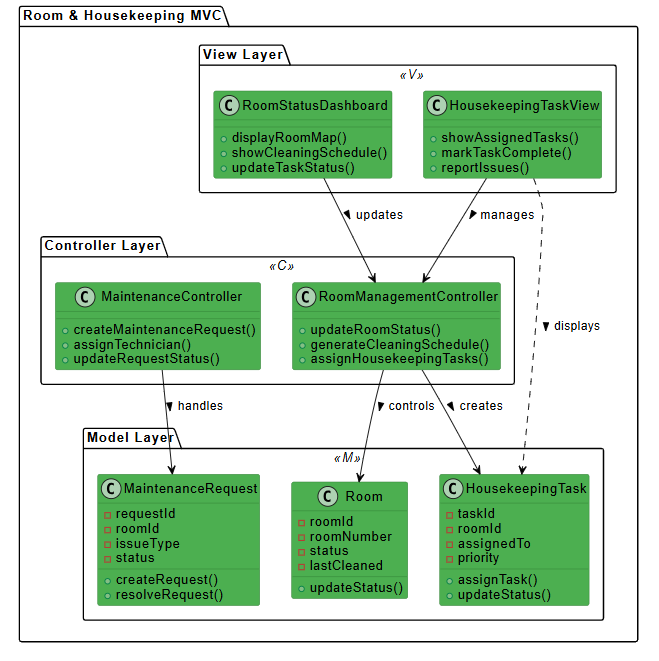 Room & Housekeeping MVC
View Layer
«V»
C RoomStatusDashboard
displayRoomMap()
showCleaningSchedule()
updateTaskStatus()
C HousekeepingTaskView
showAssignedTasks()
markTaskComplete()
reportIssues()
updates
manages
displays
Controller Layer
«C»
C MaintenanceController
createMaintenanceRequest()
assignTechnician()
updateRequestStatus()
C RoomManagementController
updateRoomStatus()
generateCleaningSchedule()
assignHousekeepingTasks()
handles
controls
creates
Model Layer
«M»
C MaintenanceRequest
requestId
roomId
issueType
status
createRequest()
resolveRequest()
C Room
roomId
roomNumber
status
lastCleaned
updateStatus()
C HousekeepingTask
taskId
roomId
assignedTo
priority
assignTask()
updateStatus()